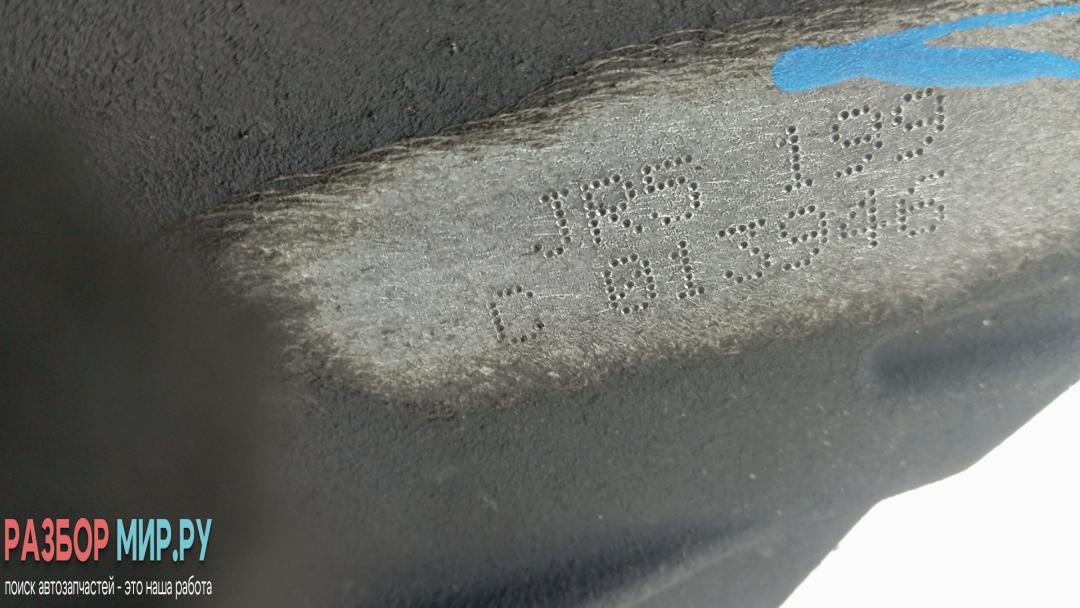 JR5 199
C 013946
РАЗБОР МИР.РУ
поиск автозапчастей - это наша работа